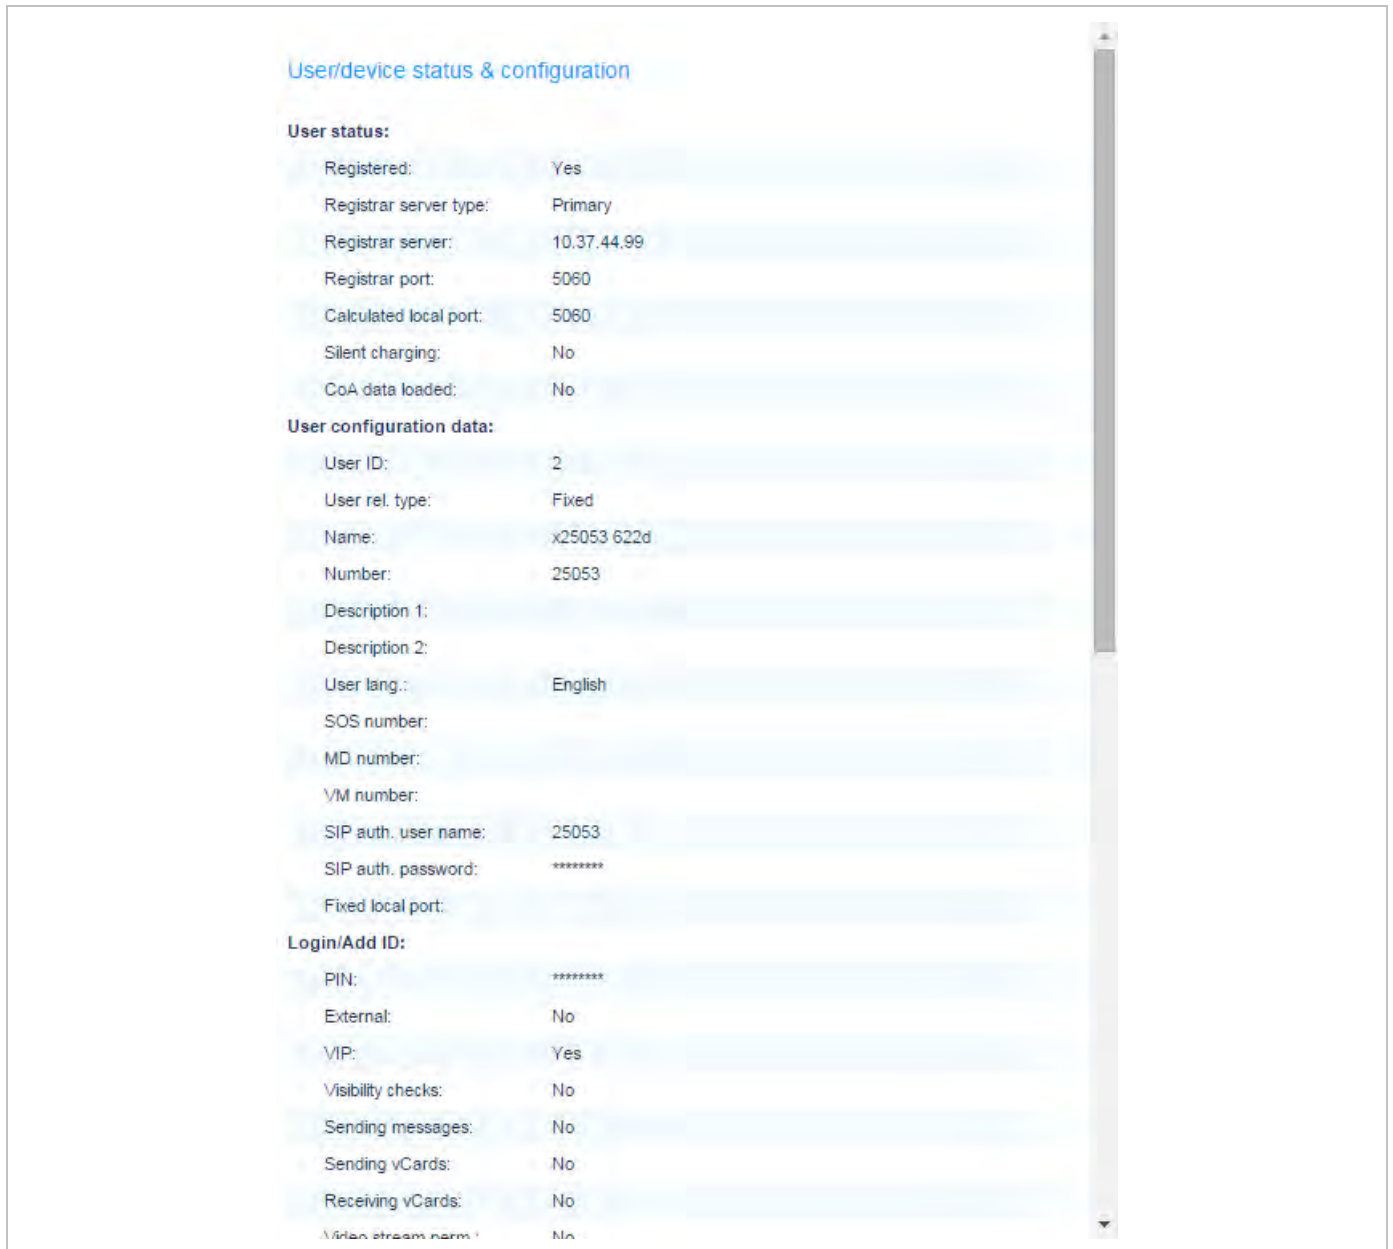 User/device status & configuration
User status:
Registered: Yes
Registrar server type: Primary
Registrar server: 10.37.44.99
Registrar port: 5060
Calculated local port: 5060
Silent charging: No
CoA data loaded: No
User configuration data:
User ID: 2
User rel. type: Fixed
Name: x25053 622d
Number: 25053
Description 1:
Description 2:
User lang.: English
SOS number:
MD number:
VM number:
SIP auth. user name: 25053
SIP auth. password: ********
Fixed local port:
Login/Add ID:
PIN: ********
External: No
VIP: Yes
Visibility checks: No
Sending messages: No
Sending vCards: No
Receiving vCards: No
Video stream perm.: No